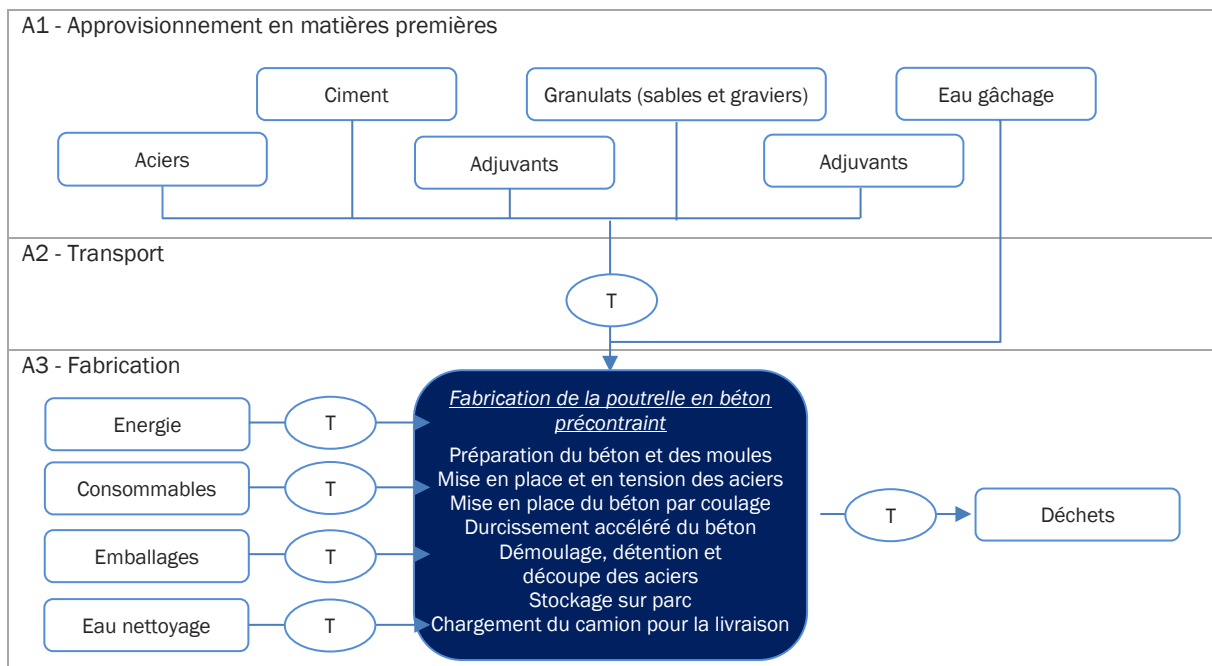 A1 - Approvisionnement en matières premières
Ciment
Granulats (sables et graviers)
Eau gâchage
Aciers
Adjuvants
Adjuvants
A2 - Transport
T
A3 - Fabrication
Energie
T
Consommables
T
Emballages
T
Eau nettoyage
T
Fabrication de la poutrelle en béton
précontraint
Préparation du béton et des moules
Mise en place et en tension des aciers
Mise en place du béton par coulage
Durcissement accéléré du béton
Démoulage, détention et
découpe des aciers
Stockage sur parc
Chargement du camion pour la livraison
T
Déchets